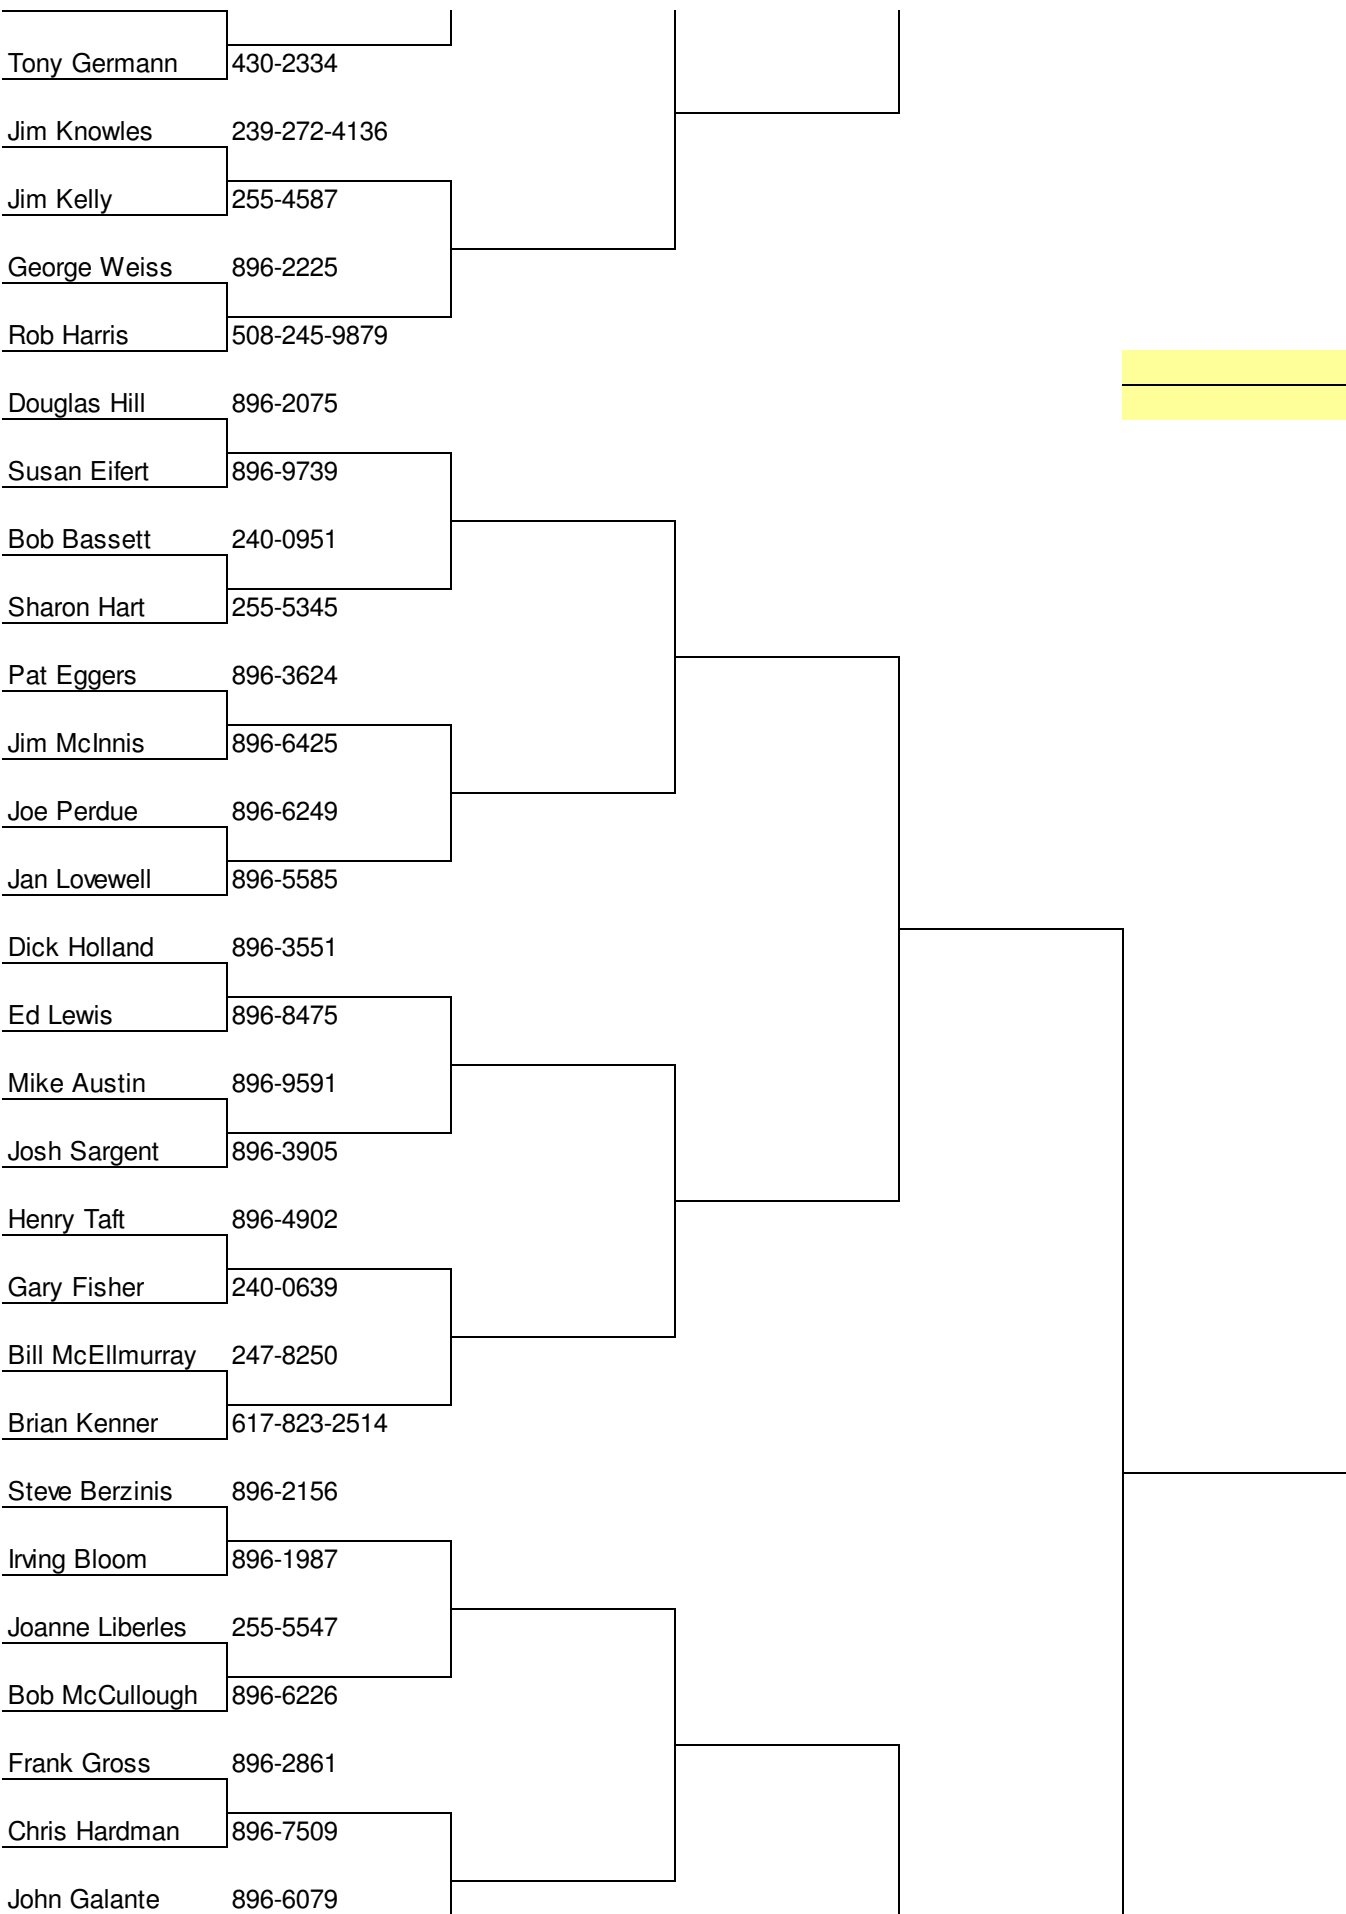 Tony Germann 430-2334
Jim Knowles 239-272-4136
Jim Kelly 255-4587
George Weiss 896-2225
Rob Harris 508-245-9879
Douglas Hill 896-2075
Susan Eifert 896-9739
Bob Bassett 240-0951
Sharon Hart 255-5345
Pat Eggers 896-3624
Jim McInnis 896-6425
Joe Perdue 896-6249
Jan Lovewell 896-5585
Dick Holland 896-3551
Ed Lewis 896-8475
Mike Austin 896-9591
Josh Sargent 896-3905
Henry Taft 896-4902
Gary Fisher 240-0639
Bill McEllmurray 247-8250
Brian Kenner 617-823-2514
Steve Berzinis 896-2156
Irving Bloom 896-1987
Joanne Liberles 255-5547
Bob McCullough 896-6226
Frank Gross 896-2861
Chris Hardman 896-7509
John Galante 896-6079